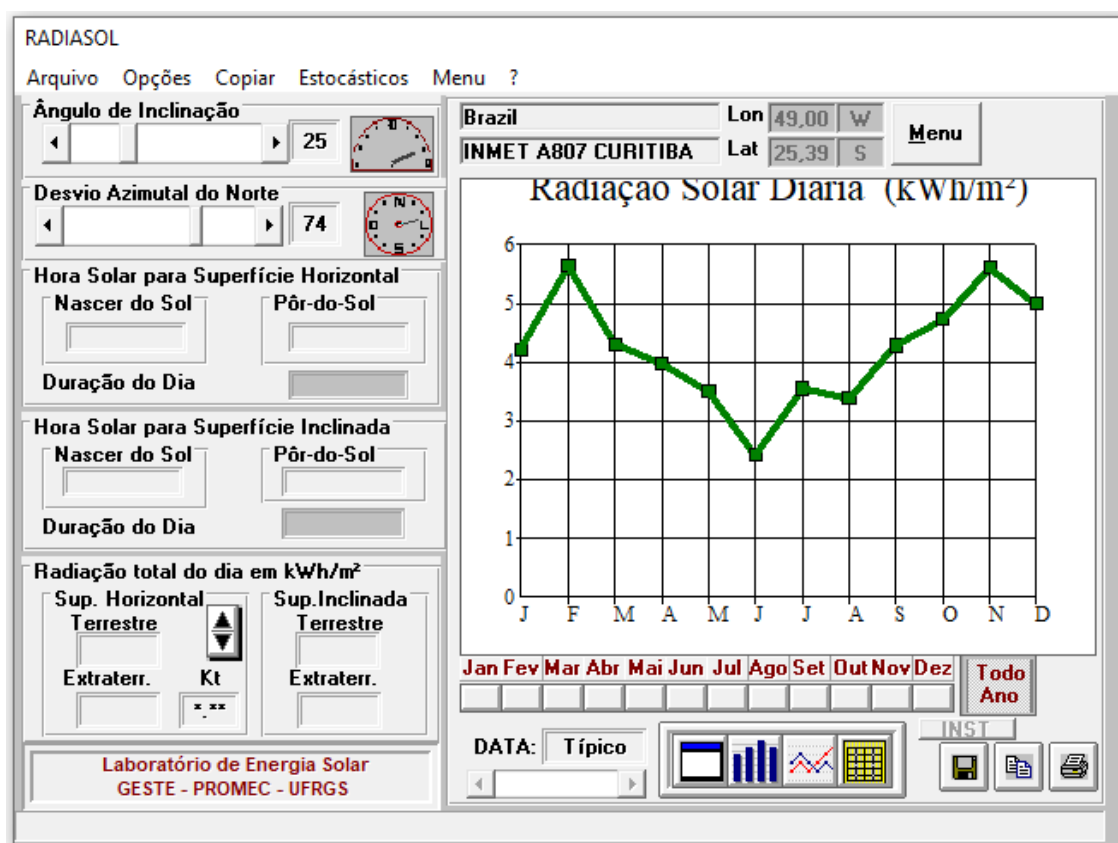 RADIASOL
Arquivo Opções Copiar Estocásticos Menu ?
Ângulo de Inclinação
25
Desvio Azimutal do Norte
74
N
O L
S
Hora Solar para Superfície Horizontal
Nascer do Sol Pôr-do-Sol
Duração do Dia
Hora Solar para Superfície Inclinada
Nascer do Sol Pôr-do-Sol
Duração do Dia
Radiação total do dia em kWh/m²
Sup. Horizontal Sup.Inclinada
Terrestre Terrestre
Extraterr. Kt Extraterr.
*.**
Laboratório de Energia Solar
GESTE - PROMEC - UFRGS
Brazil Lon 49,00 W
INMET A807 CURITIBA Lat 25,39 S
Menu
Radiação Solar Diária (kWh/m²)
6
5
4
3
2
1
0
J F M A M J J A S O N D
Jan Fev Mar Abr Mai Jun Jul Ago Set Out Nov Dez
Todo
Ano
INST
DATA: Típico